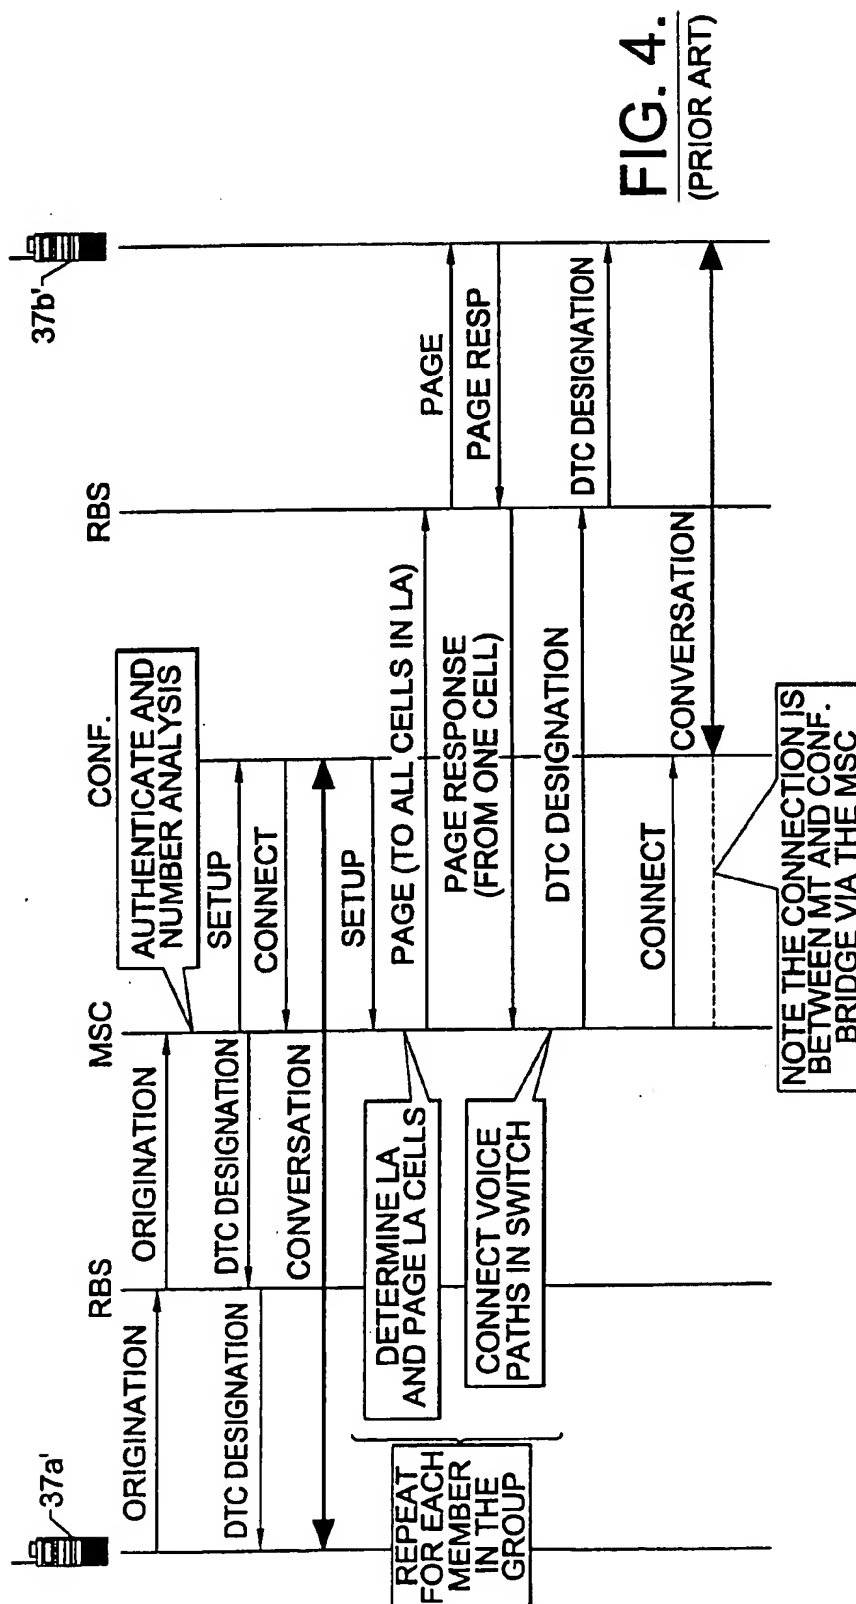 37a'
37b'
RBS
MSC
CONF.
RBS
ORIGINATION
ORIGINATION
AUTHENTICATE AND
NUMBER ANALYSIS
SETUP
DTC DESIGNATION
DTC DESIGNATION
CONNECT
CONVERSATION
SETUP
DETERMINE LA
AND PAGE LA CELLS
PAGE (TO ALL CELLS IN LA)
PAGE
PAGE RESP
PAGE RESPONSE
(FROM ONE CELL)
CONNECT VOICE
PATHS IN SWITCH
DTC DESIGNATION
DTC DESIGNATION
REPEAT
FOR EACH
MEMBER
IN THE
GROUP
CONNECT
CONVERSATION
NOTE THE CONNECTION IS
BETWEEN MT AND CONF.
BRIDGE VIA THE MSC
FIG. 4.
(PRIOR ART)